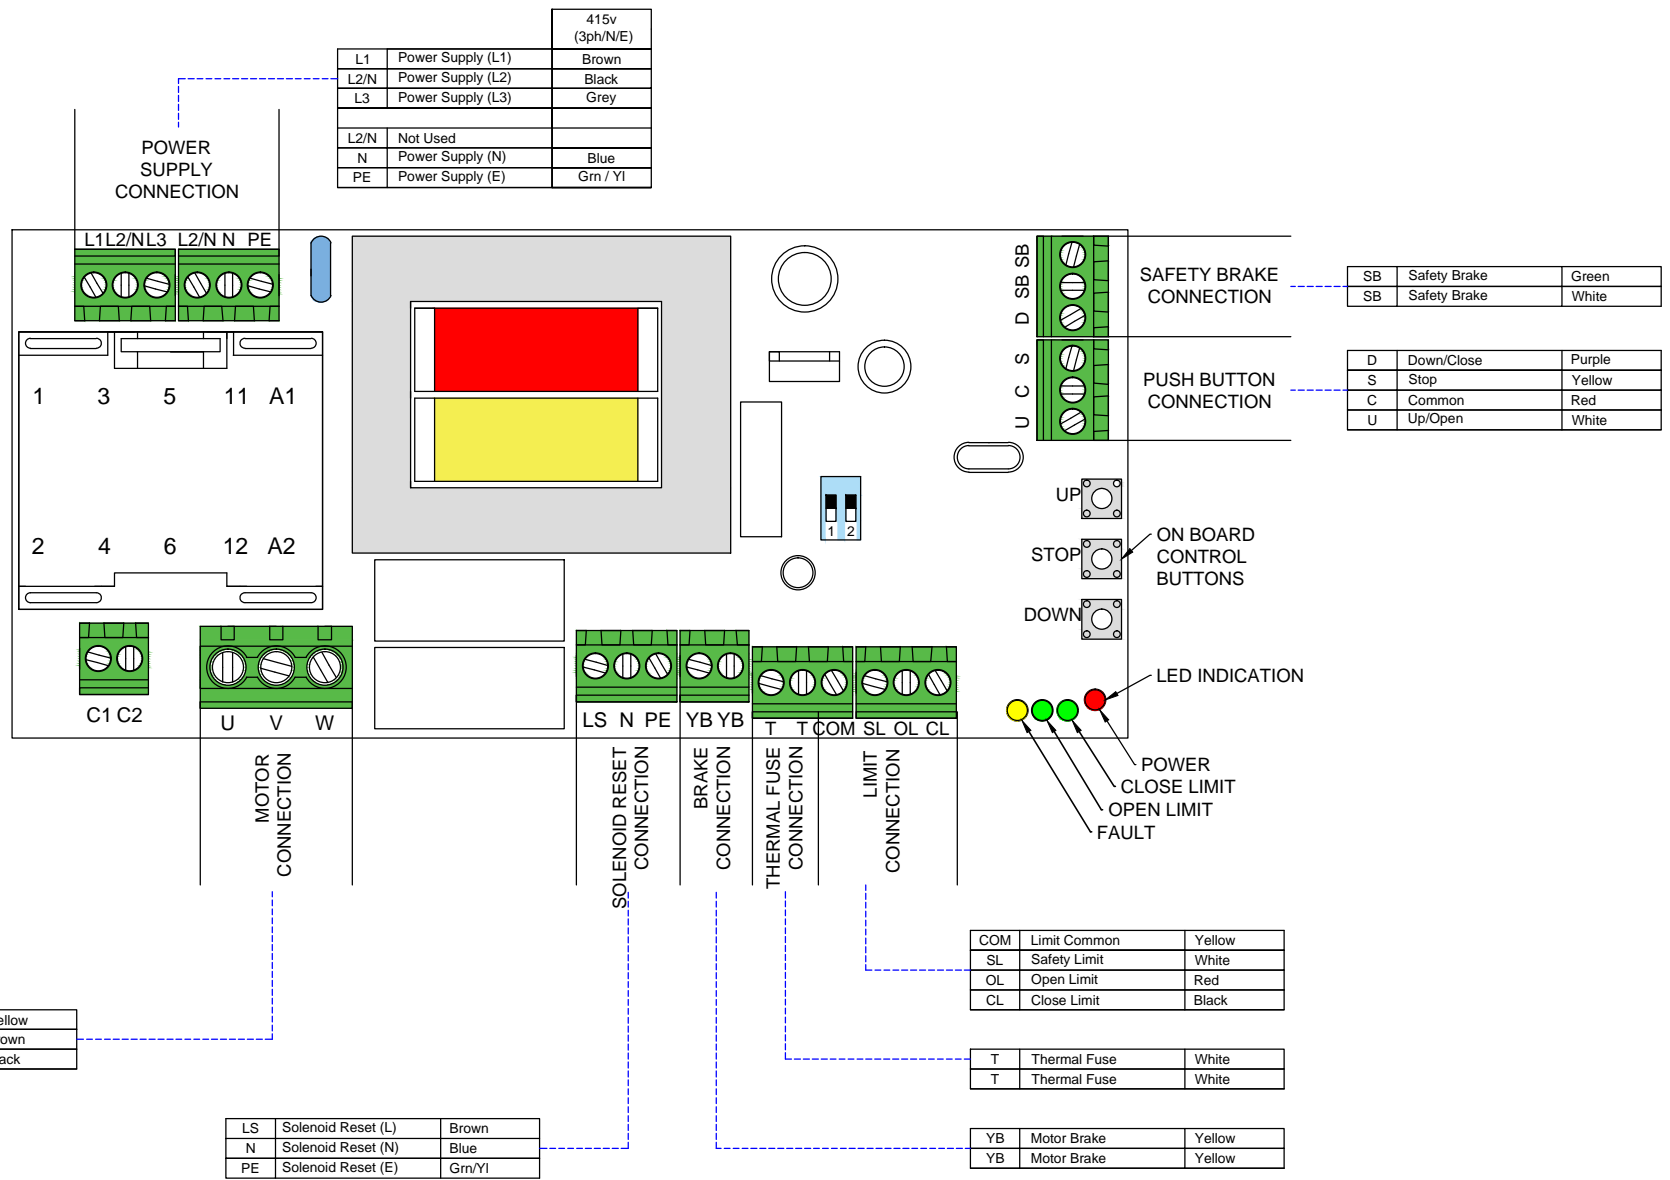 415v
(3ph/N/E)
L1 Power Supply (L1) Brown
L2/N Power Supply (L2) Black
L3 Power Supply (L3) Grey
L2/N Not Used
N Power Supply (N) Blue
PE Power Supply (E) Grn / Yl
POWER
SUPPLY
CONNECTION
L1 L2/N L3 L2/N N PE
1 3 5 11 A1
2 4 6 12 A2
C1 C2
U V W
MOTOR
CONNECTION
1 2
SB
SB
D
S
C
U
SAFETY BRAKE
CONNECTION
SB Safety Brake Green
SB Safety Brake White
PUSH BUTTON
CONNECTION
D Down/Close Purple
S Stop Yellow
C Common Red
U Up/Open White
UP
STOP
DOWN
ON BOARD
CONTROL
BUTTONS
LED INDICATION
POWER
CLOSE LIMIT
OPEN LIMIT
FAULT
LS N PE YB YB T T COM SL OL CL
SOLENOID RESET
CONNECTION
BRAKE
CONNECTION
THERMAL FUSE
CONNECTION
LIMIT
CONNECTION
COM Limit Common Yellow
SL Safety Limit White
OL Open Limit Red
CL Close Limit Black
T Thermal Fuse White
T Thermal Fuse White
YB Motor Brake Yellow
YB Motor Brake Yellow
LS Solenoid Reset (L) Brown
N Solenoid Reset (N) Blue
PE Solenoid Reset (E) Grn/Yl
ellow
own
ack